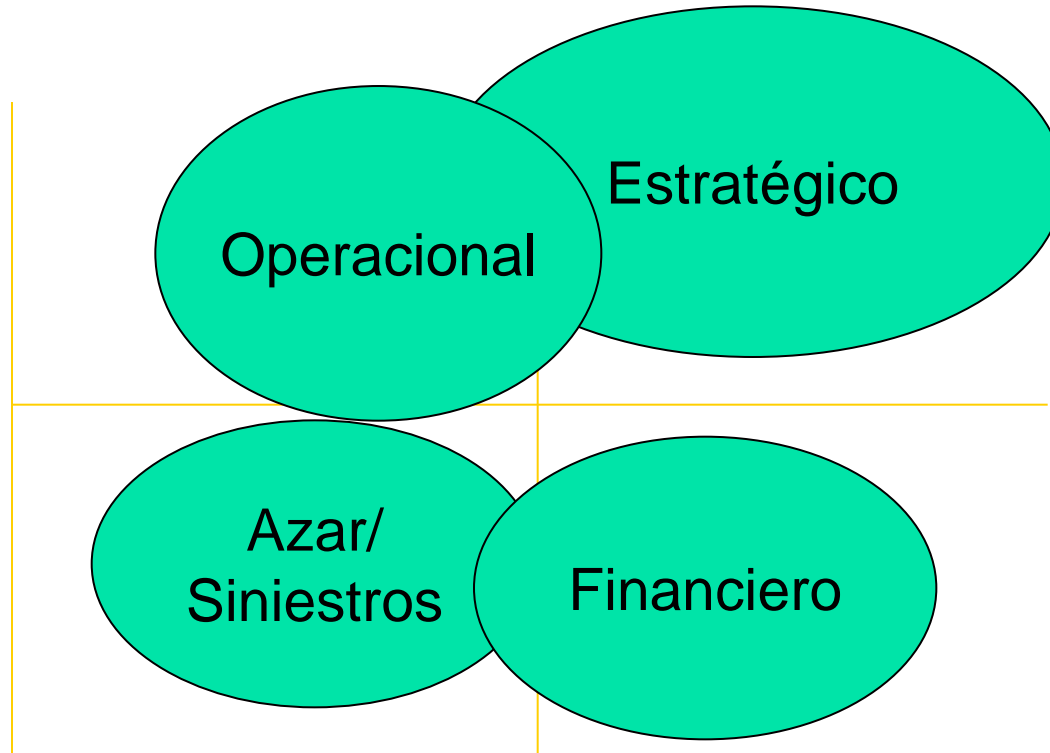 Estratégico
Operacional
Azar/
Siniestros
Financiero